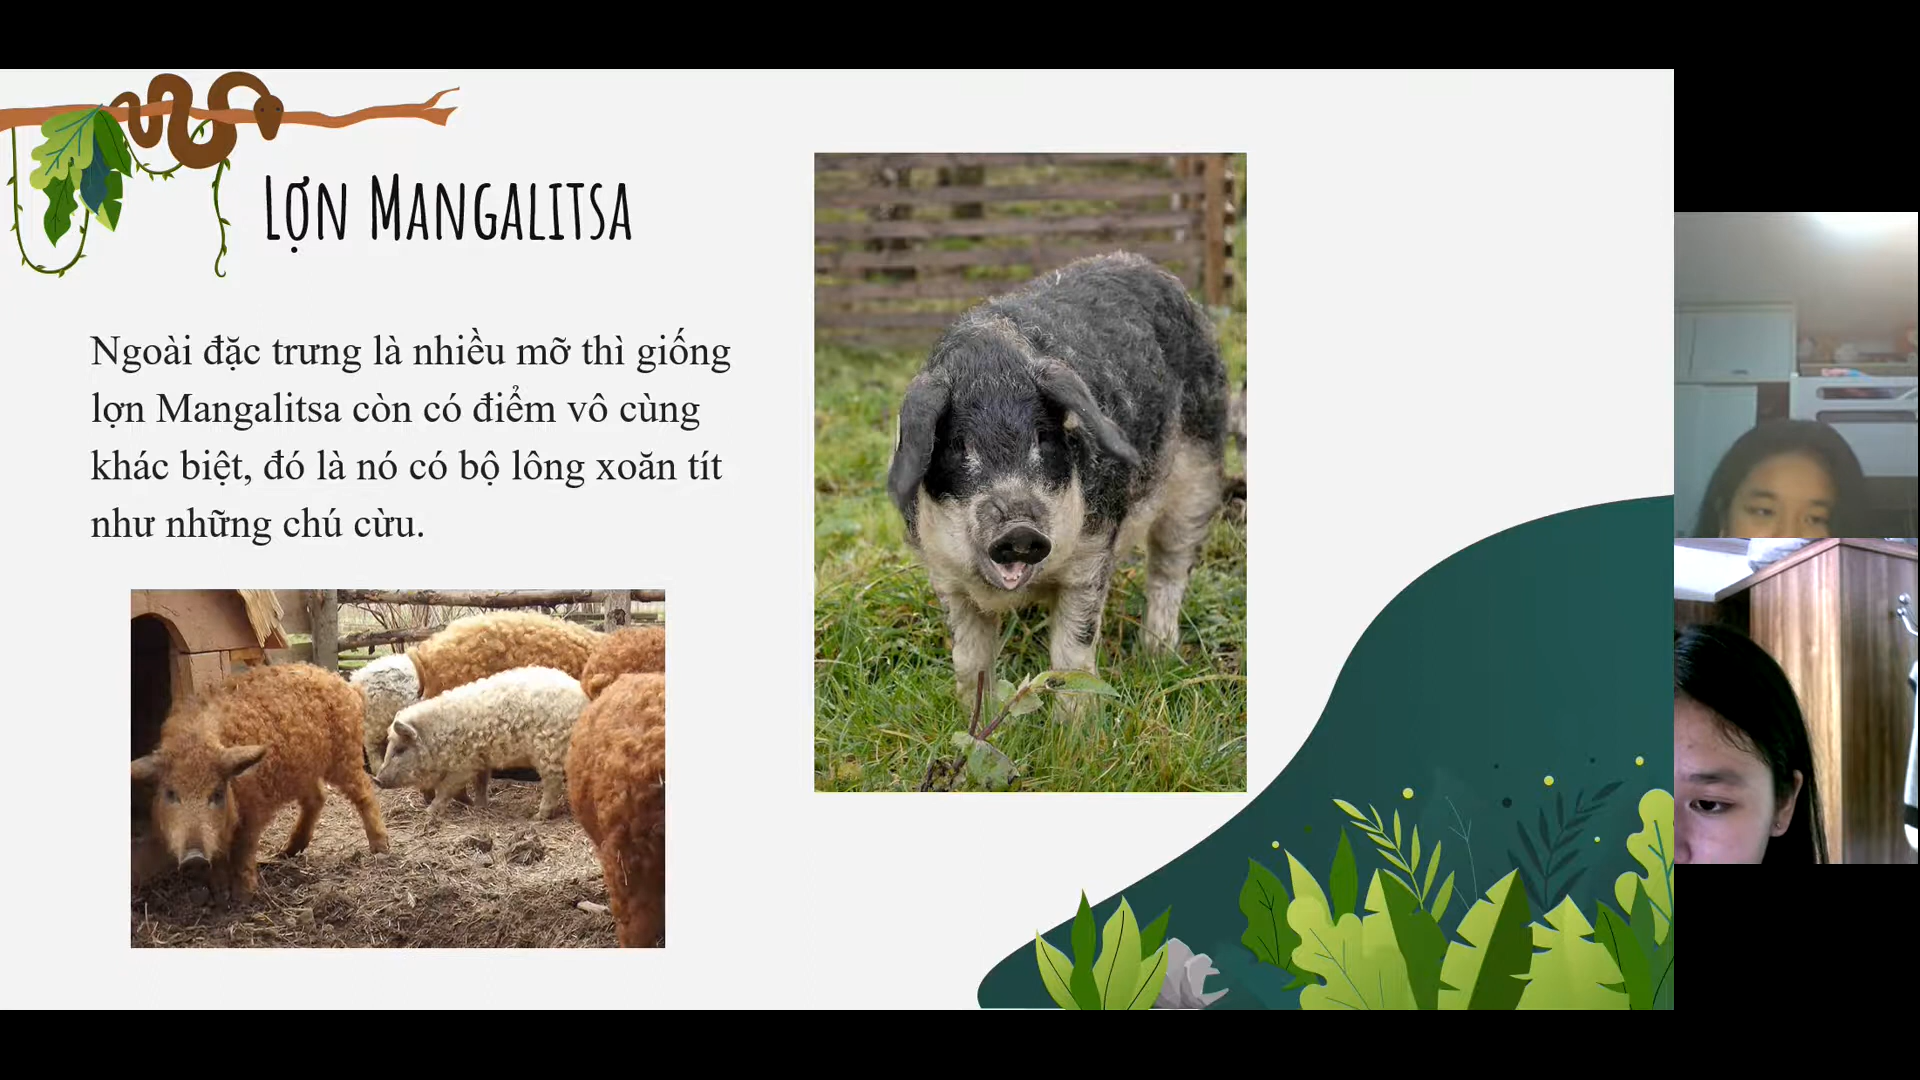 LỢN MANGALITSA
Ngoài đặc trưng là nhiều mỡ thì giống
lợn Mangalitsa còn có điểm vô cùng
khác biệt, đó là nó có bộ lông xoăn tít
như những chú cừu.